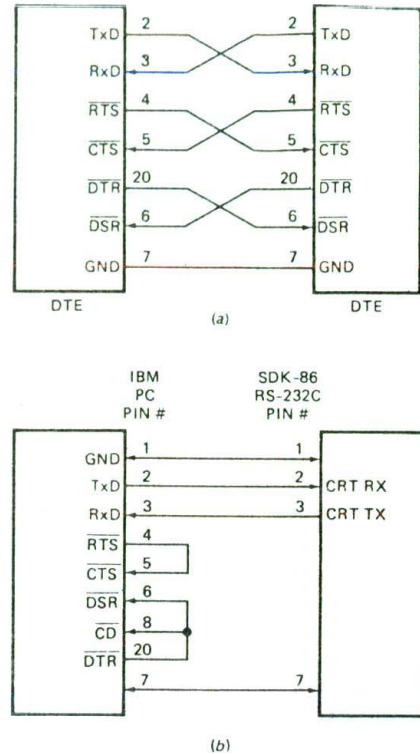 TxD 2 2 TxD
RxD 3 3 RxD
RTS 4 4 RTS
CTS 5 5 CTS
DTR 20 20 DTR
DSR 6 6 DSR
GND 7 7 GND
DTE DTE
(a)
IBM SDK-86
PC RS-232C
PIN # PIN #
GND 1 1
TxD 2 2 CRT RX
RxD 3 3 CRT TX
RTS 4
CTS 5
DSR 6
CD 8
DTR 20
7 7
(b)